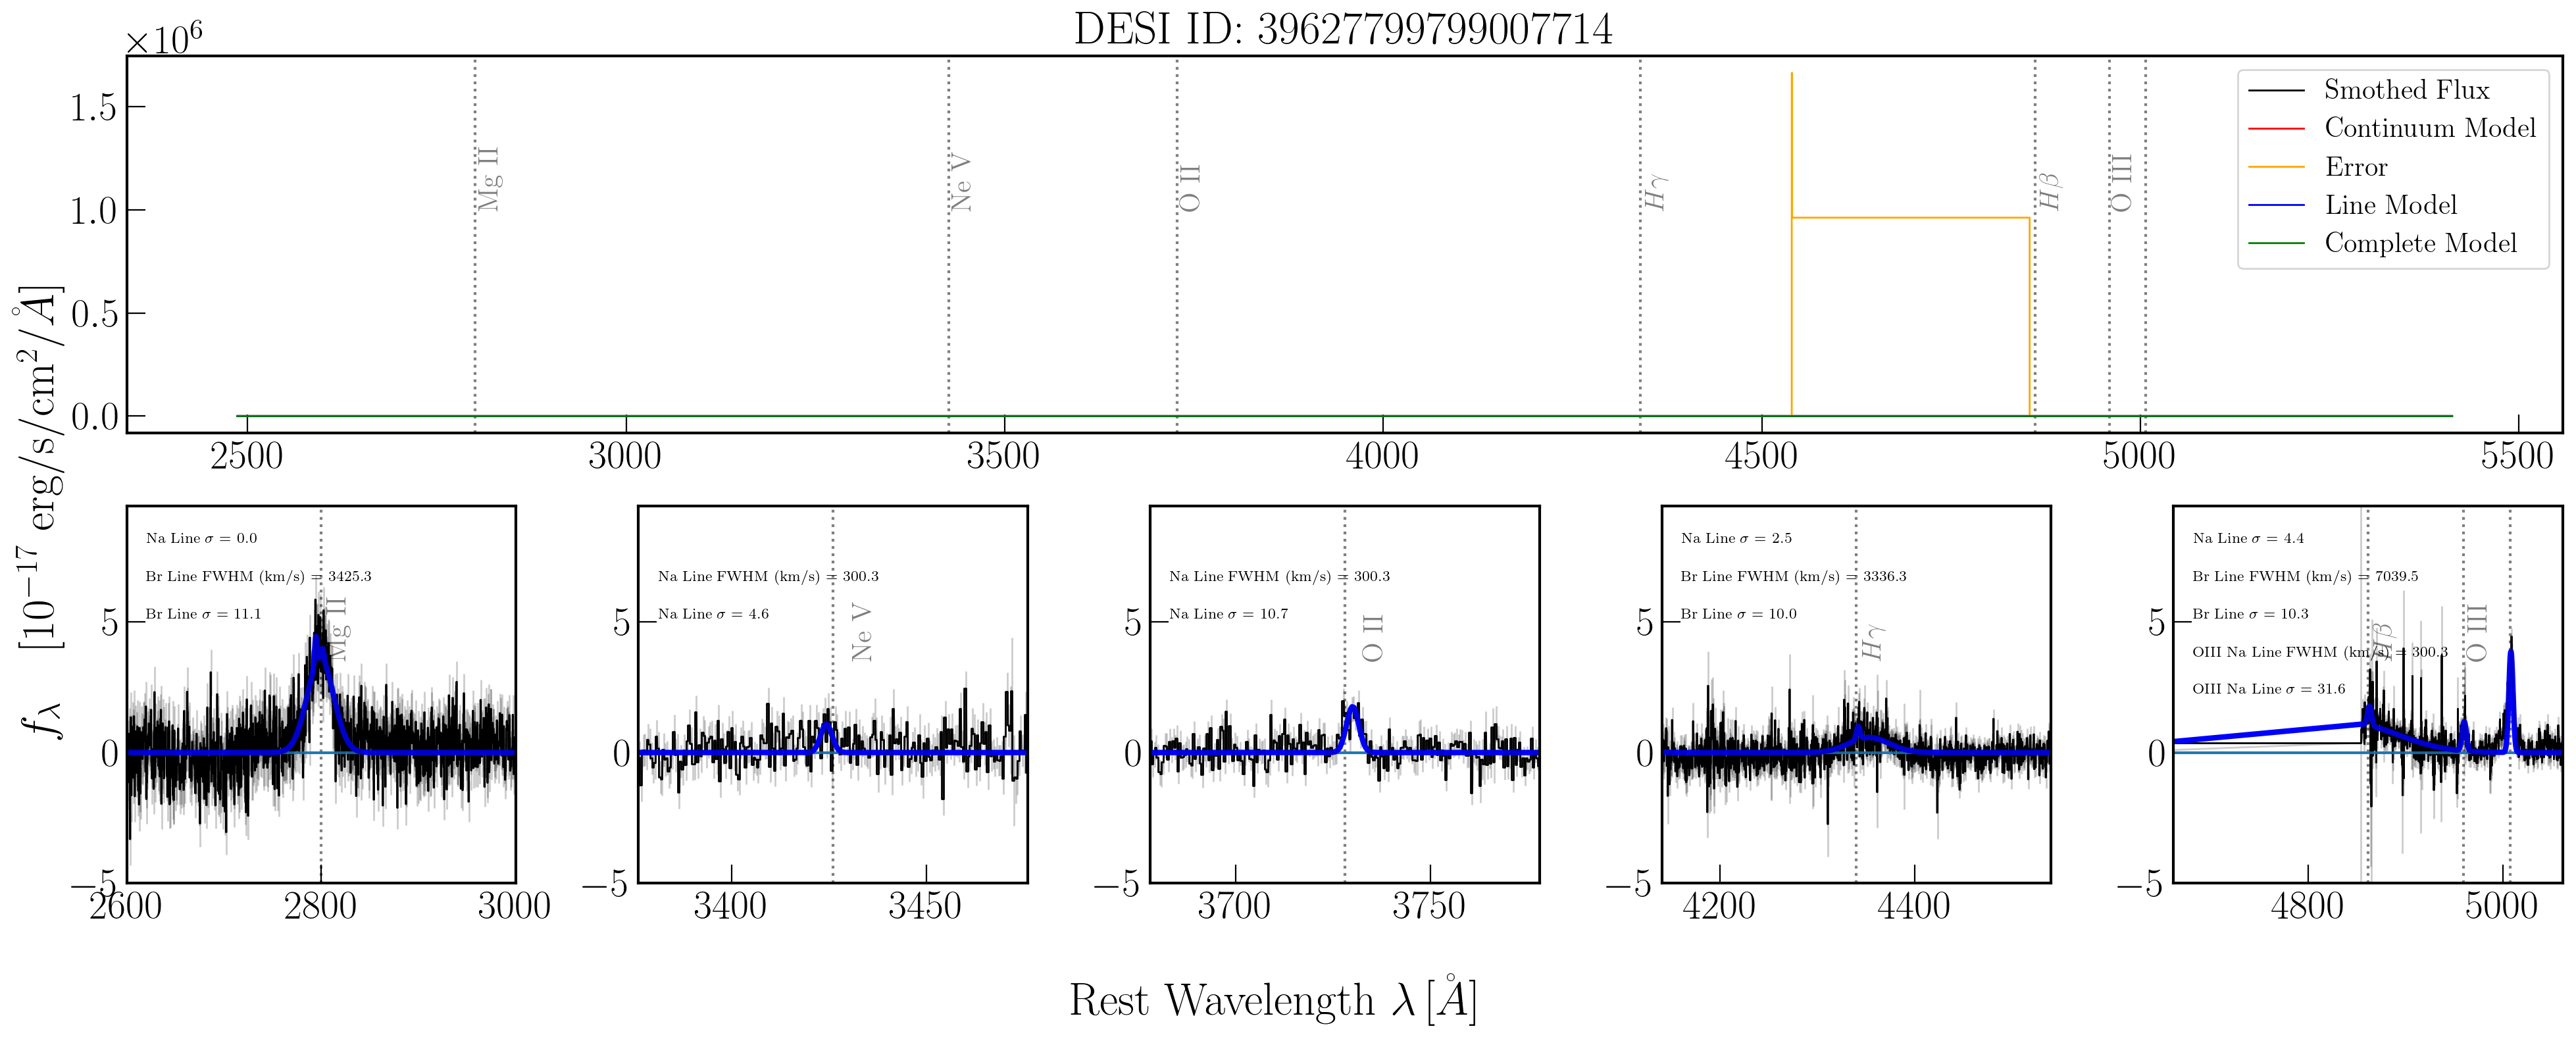 DESI ID: 39627799799007714
×10⁶
1.5
1.0
0.5
0.0
Mg II
Ne V
O II
Hγ
Hβ
O III
Smothed Flux
Continuum Model
Error
Line Model
Complete Model
2500 3000 3500 4000 4500 5000 5500
fλ [10⁻¹⁷ erg/s/cm²/Å]
Na Line σ = 0.0
Br Line FWHM (km/s) = 3425.3
Br Line σ = 11.1
Mg II
5
0
−5
2600 2800 3000
Na Line FWHM (km/s) = 300.3
Na Line σ = 4.6
Ne V
5
0
−5
3400 3450
Na Line FWHM (km/s) = 300.3
Na Line σ = 10.7
O II
5
0
−5
3700 3750
Na Line σ = 2.5
Br Line FWHM (km/s) = 3336.3
Br Line σ = 10.0
Hγ
5
0
−5
4200 4400
Na Line σ = 4.4
Br Line FWHM (km/s) = 7039.5
Br Line σ = 10.3
OIII Na Line FWHM (km/s) = 300.3
OIII Na Line σ = 31.6
Hβ
O III
5
0
−5
4800 5000
Rest Wavelength λ [Å]